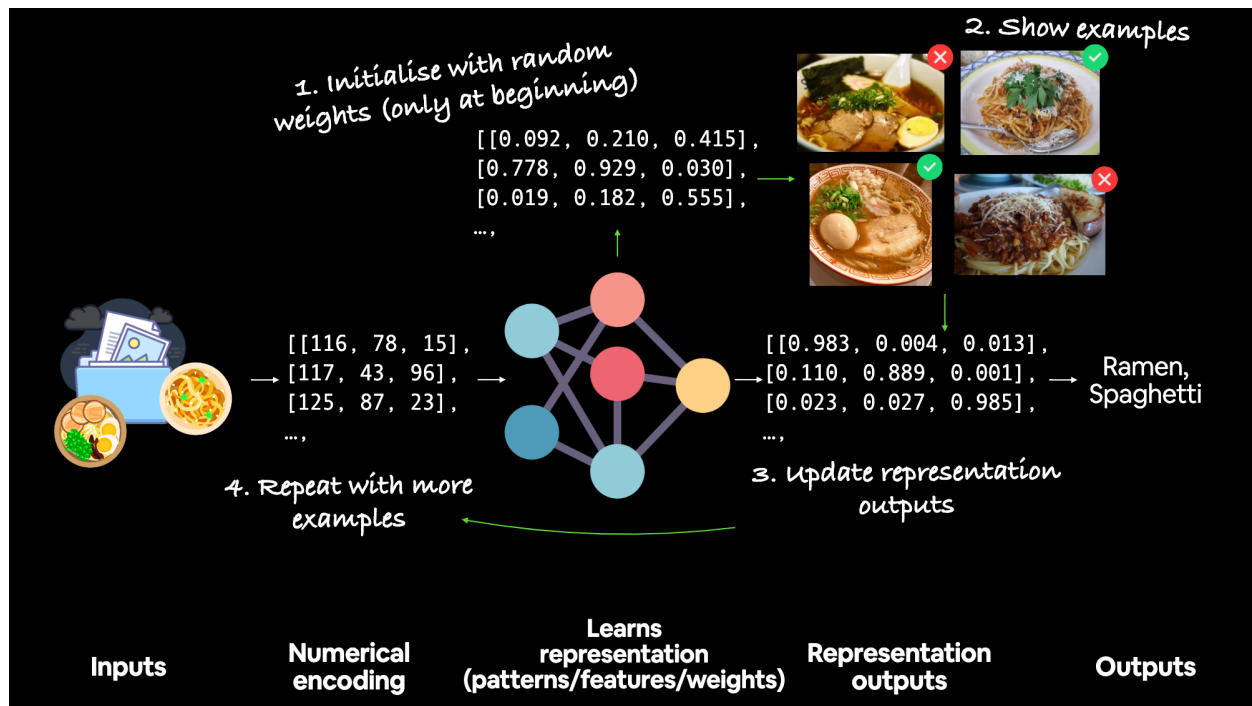 2. Show examples
1. Initialise with random
weights (only at beginning)
[[0.092, 0.210, 0.415],
[0.778, 0.929, 0.030],
[0.019, 0.182, 0.555],
…,
[[116, 78, 15],
[117, 43, 96],
[125, 87, 23],
…,
[[0.983, 0.004, 0.013],
[0.110, 0.889, 0.001],
[0.023, 0.027, 0.985],
…,
Ramen,
Spaghetti
4. Repeat with more
examples
3. Update representation
outputs
Inputs
Numerical
encoding
Learns
representation
(patterns/features/weights)
Representation
outputs
Outputs